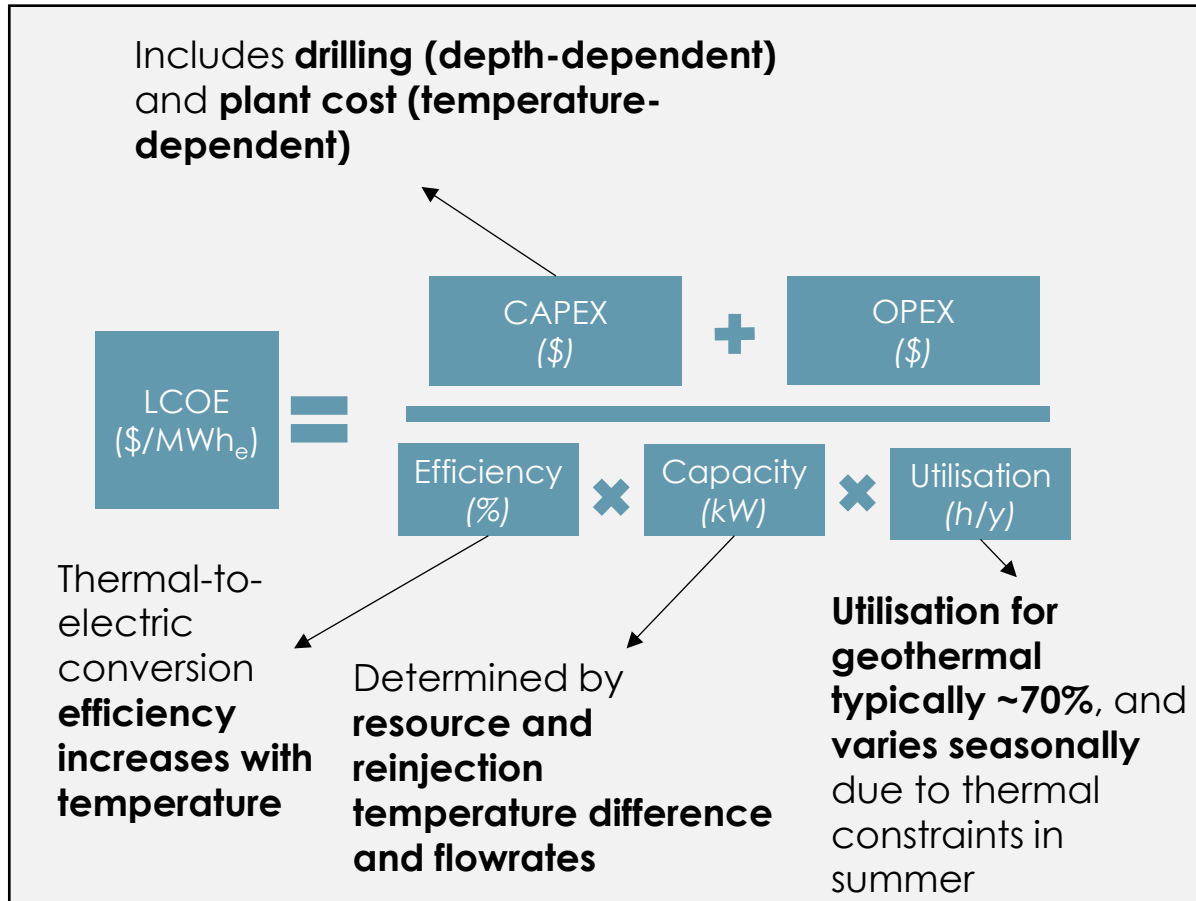 Includes drilling (depth-dependent)
and plant cost (temperature-
dependent)
CAPEX
($)
OPEX
($)
LCOE
($/MWhe)
=
+
Efficiency
(%)
×
Capacity
(kW)
×
Utilisation
(h/y)
Thermal-to-
electric
conversion
efficiency
increases with
temperature
Determined by
resource and
reinjection
temperature difference
and flowrates
Utilisation for
geothermal
typically ~70%, and
varies seasonally
due to thermal
constraints in
summer